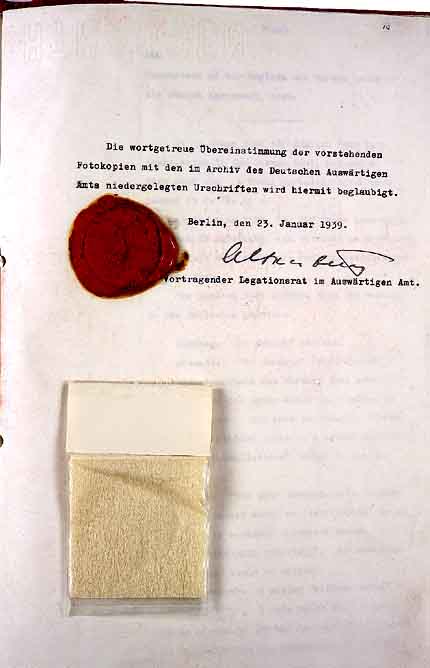 Die wortgetreue Übereinstimmung der vorstehenden
Fotokopien mit den im Archiv des Deutschen Auswärtigen
Amts niedergelegten Urschriften wird hiermit beglaubigt.
Berlin, den 23. Januar 1939.
Vortragender Legationsrat im Auswärtigen Amt.